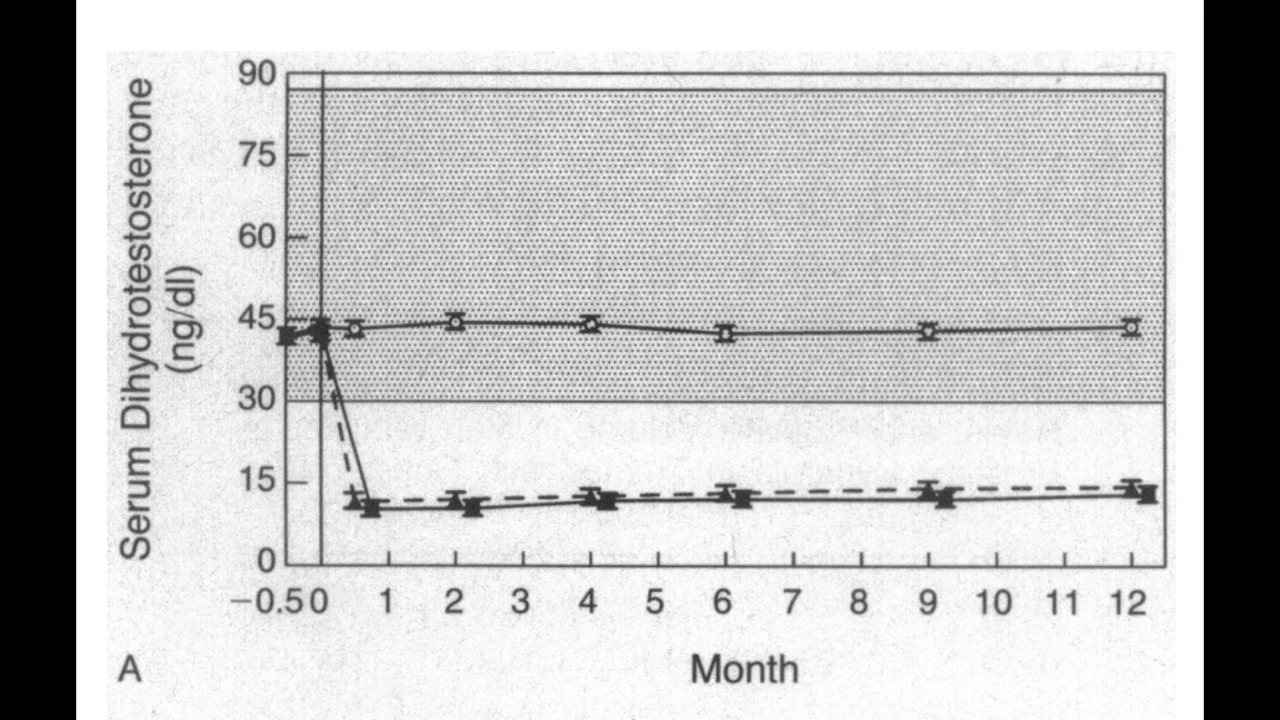 Serum Dihydrotestosterone
(ng/dl)
90
75
60
45
30
15
0
−0.5 0 1 2 3 4 5 6 7 8 9 10 11 12
A
Month